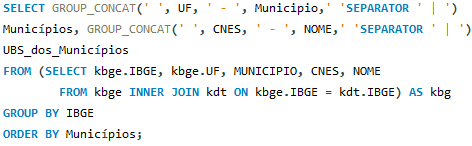 SELECT GROUP_CONCAT(' ', UF, ' - ', Municipio,' 'SEPARATOR ' | ')
Municípios, GROUP_CONCAT(' ', CNES, ' - ', NOME,' 'SEPARATOR ' | ')
UBS_dos_Municípios
FROM (SELECT kbge.IBGE, kbge.UF, MUNICIPIO, CNES, NOME
FROM kbge INNER JOIN kdt ON kbge.IBGE = kdt.IBGE) AS kbg
GROUP BY IBGE
ORDER BY Municípios;